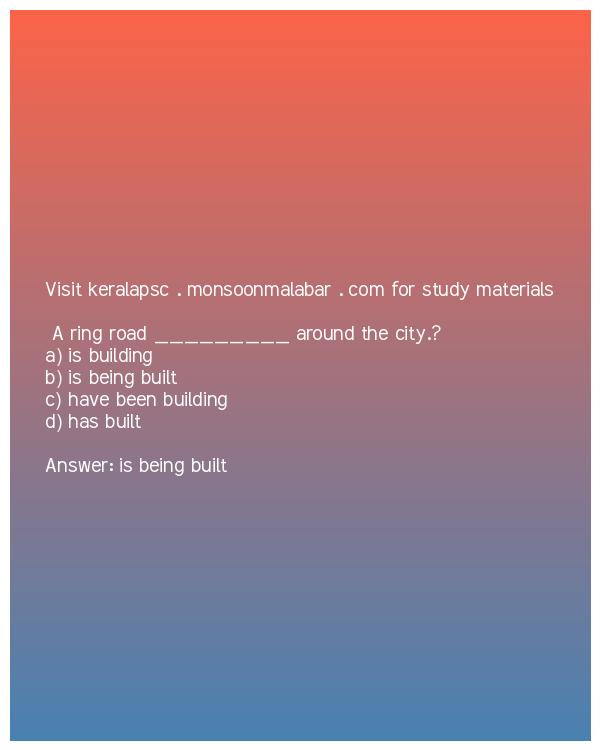 Visit keralapsc . monsoonmalabar . com for study materials
A ring road _________ around the city.?
a) is building
b) is being built
c) have been building
d) has built
Answer: is being built